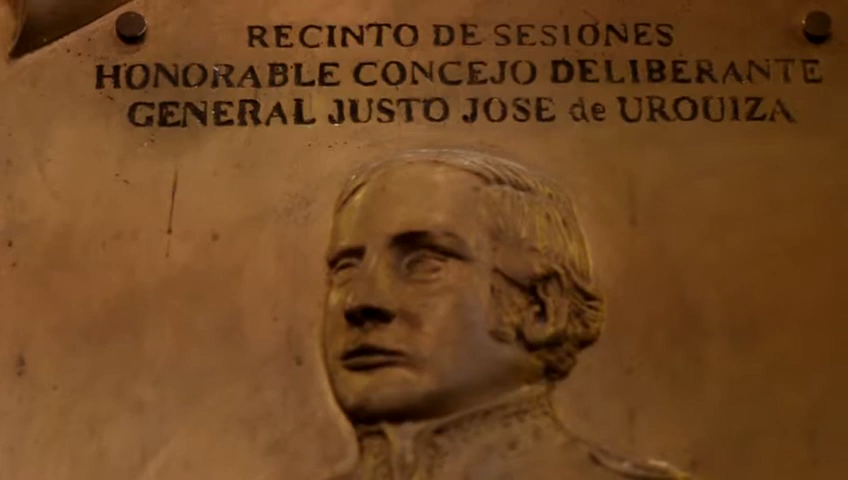 RECINTO DE SESIONES
HONORABLE CONCEJO DELIBERANTE
GENERAL JUSTO JOSE de URQUIZA